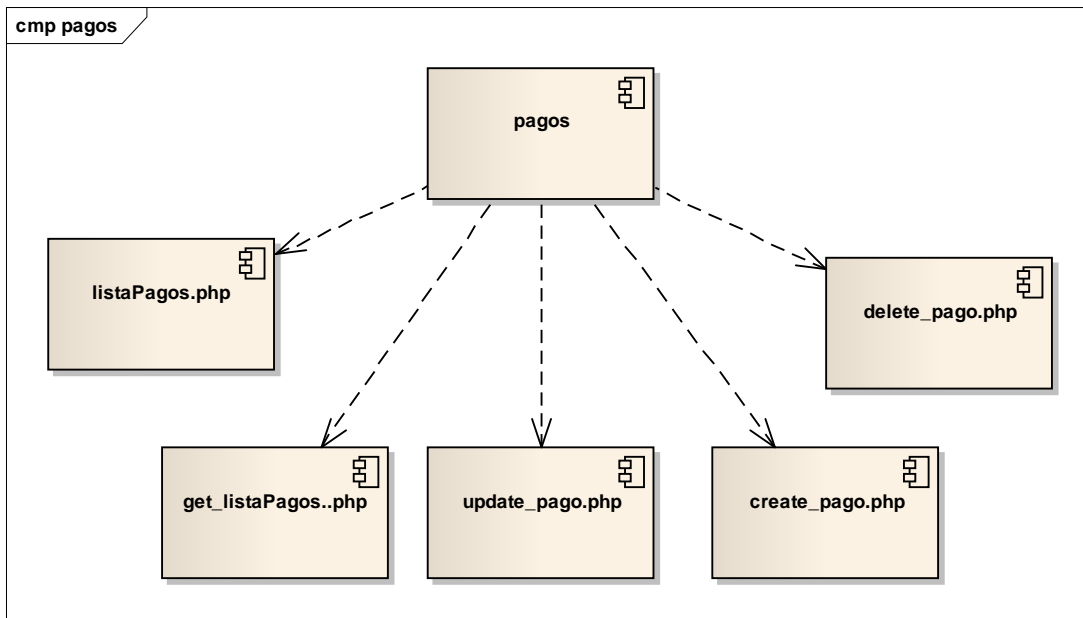 cmp pagos
pagos
listaPagos.php
delete_pago.php
get_listaPagos..php
update_pago.php
create_pago.php